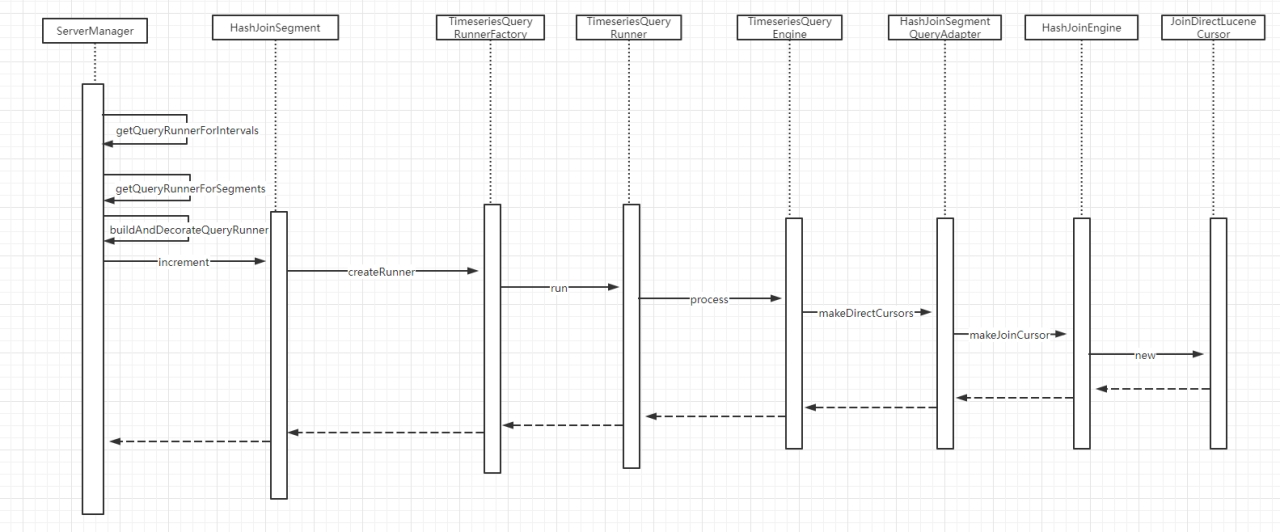 ServerManager
HashJoinSegment
TimeseriesQuery
RunnerFactory
TimeseriesQuery
Runner
TimeseriesQuery
Engine
HashJoinSegment
QueryAdapter
HashJoinEngine
JoinDirectLucene
Cursor
getQueryRunnerForIntervals
getQueryRunnerForSegments
buildAndDecorateQueryRunner
increment
createRunner
run
process
makeDirectCursors
makeJoinCursor
new